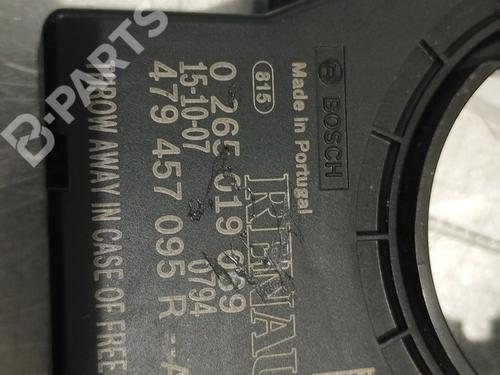 B-PARTS
BOSCH
Made in Portugal
815
RENAU
0 265 019 639
15-10-07 0794
479 457 095 R --A
THROW AWAY IN CASE OF FREE